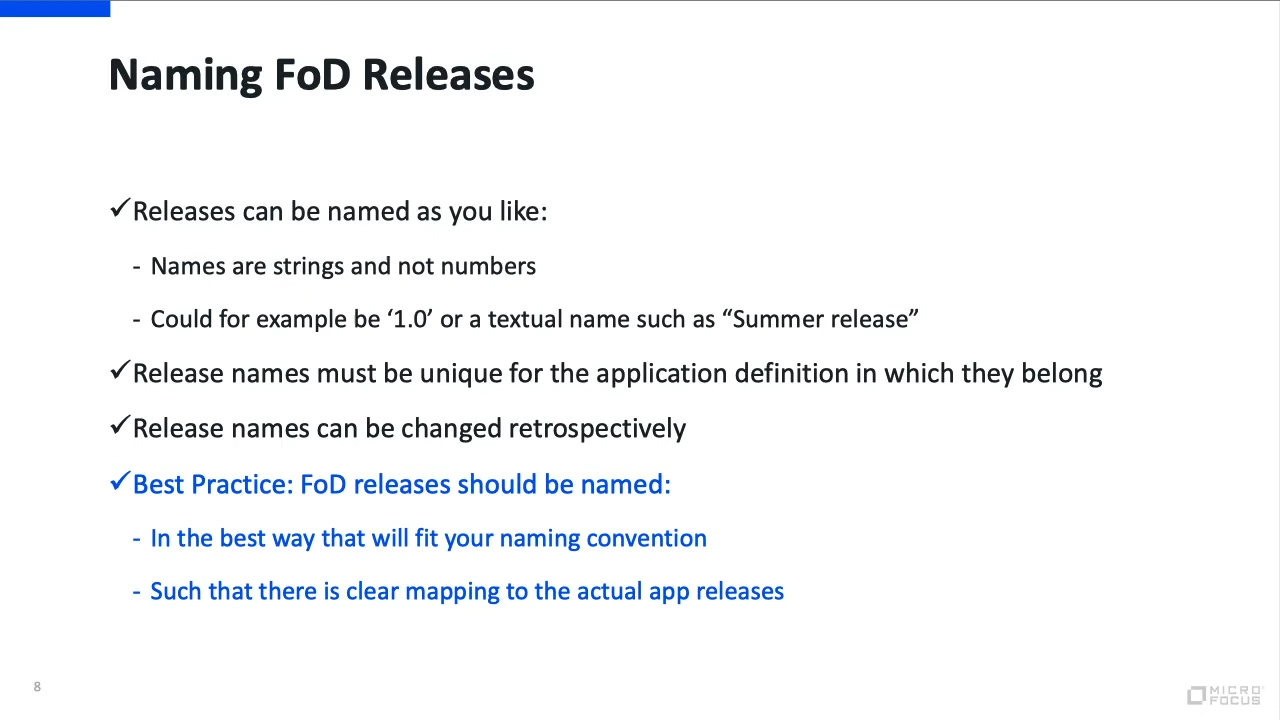 Naming FoD Releases
✓Releases can be named as you like:
- Names are strings and not numbers
- Could for example be ‘1.0’ or a textual name such as “Summer release”
✓Release names must be unique for the application definition in which they belong
✓Release names can be changed retrospectively
✓Best Practice: FoD releases should be named:
- In the best way that will fit your naming convention
- Such that there is clear mapping to the actual app releases
8
MICRO
FOCUS